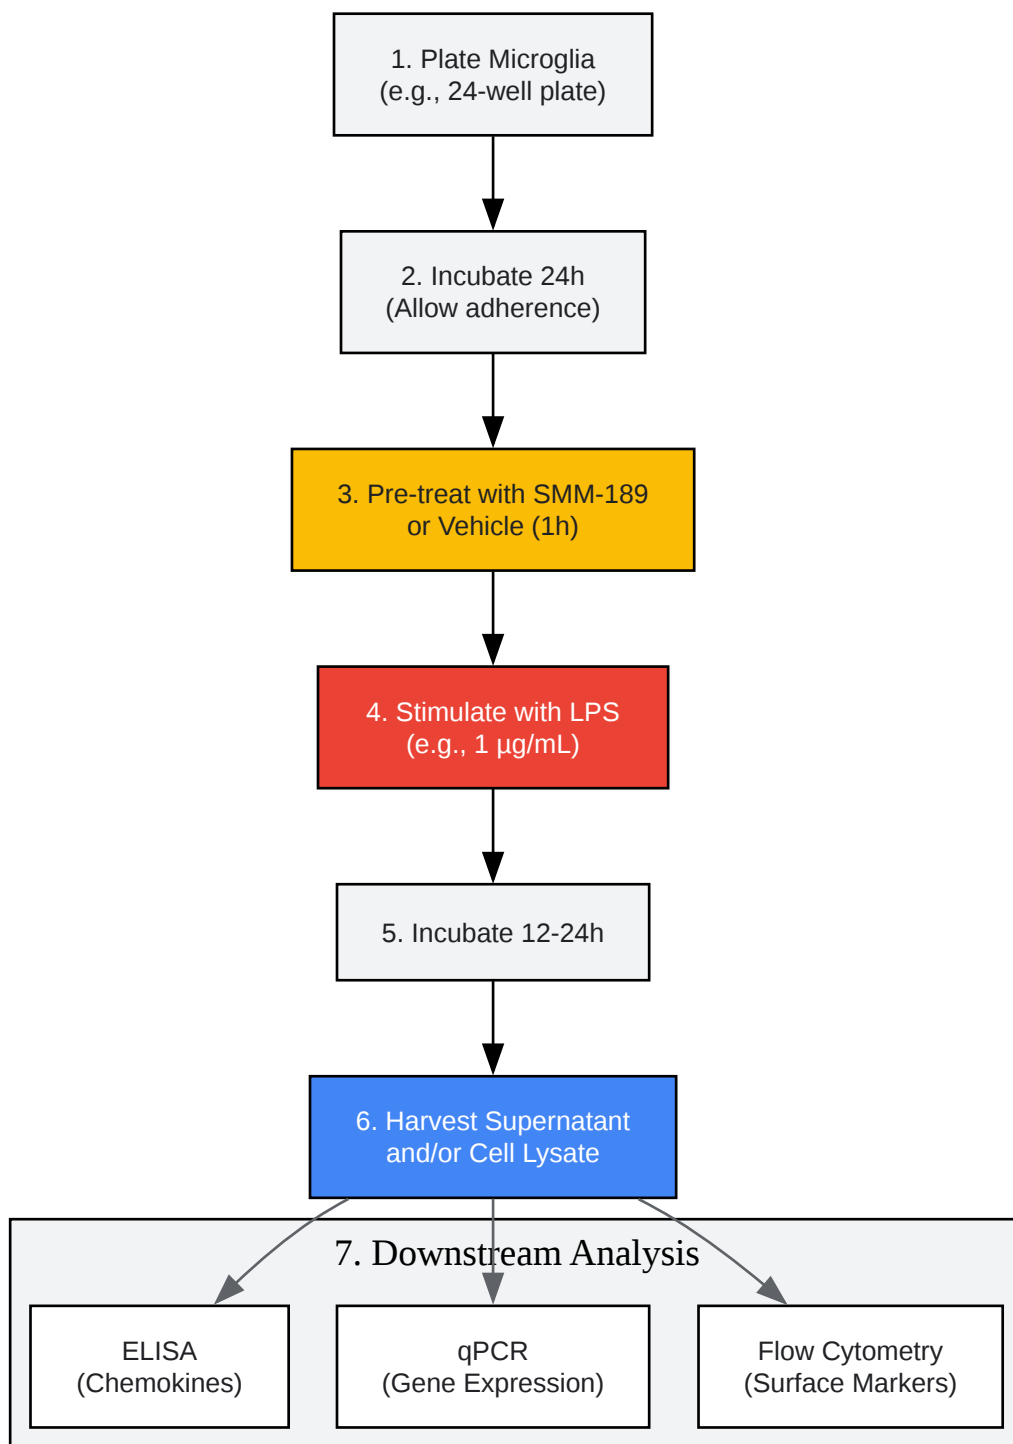 1. Plate Microglia
(e.g., 24-well plate)
2. Incubate 24h
(Allow adherence)
3. Pre-treat with SMM-189
or Vehicle (1h)
4. Stimulate with LPS
(e.g., 1 µg/mL)
5. Incubate 12-24h
6. Harvest Supernatant
and/or Cell Lysate
7. Downstream Analysis
ELISA
(Chemokines)
qPCR
(Gene Expression)
Flow Cytometry
(Surface Markers)